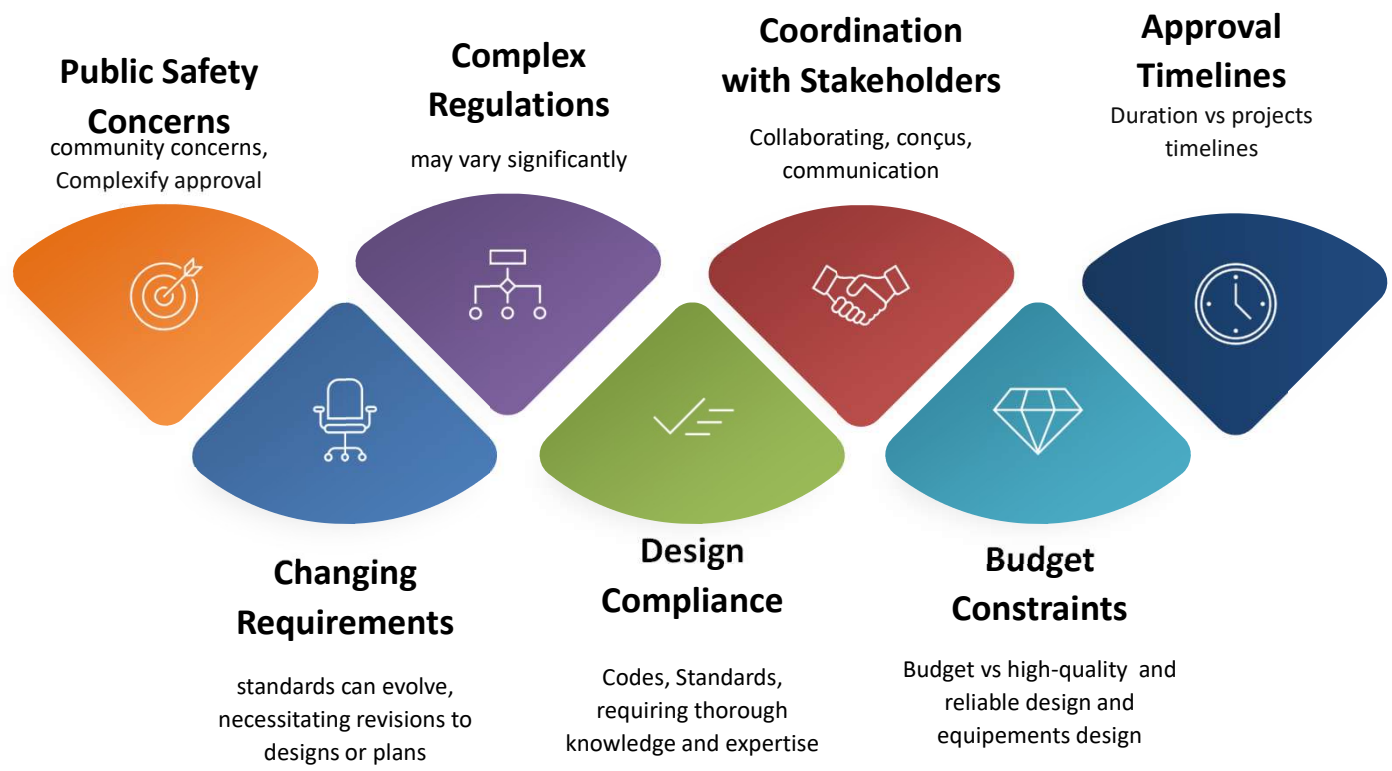 Public Safety
Concerns
community concerns,
Complexify approval
Complex
Regulations
may vary significantly
Coordination
with Stakeholders
Collaborating, conçus,
communication
Approval
Timelines
Duration vs projects
timelines
Changing
Requirements
standards can evolve,
necessitating revisions to
designs or plans
Design
Compliance
Codes, Standards,
requiring thorough
knowledge and expertise
Budget
Constraints
Budget vs high-quality and
reliable design and
equipements design